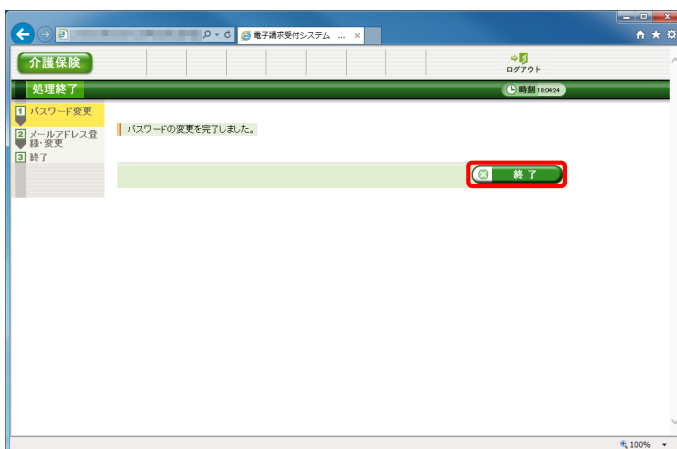 電子請求受付システム ...
介護保険
ログアウト
処理終了
時刻 18:04:24
1 パスワード変更
2 メールアドレス登
録・変更
3 終了
パスワードの変更を完了しました。
終 了
100%